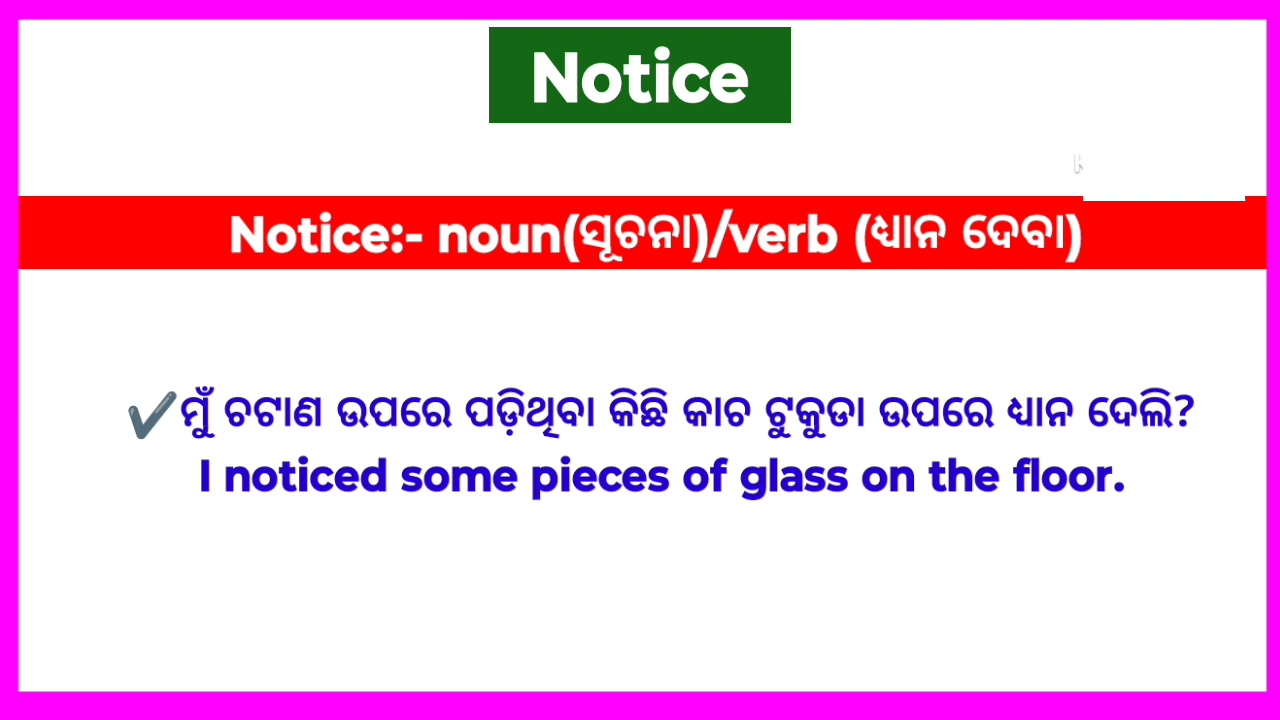 Notice
Notice:- noun(ସୂଚନା)/verb (ଧ୍ୟାନ ଦେବା)
✔️ମୁଁ ଚଟାଣ ଉପରେ ପଡ଼ିଥିବା କିଛି କାଚ ଟୁକୁଡା ଉପରେ ଧ୍ୟାନ ଦେଲି?
I noticed some pieces of glass on the floor.